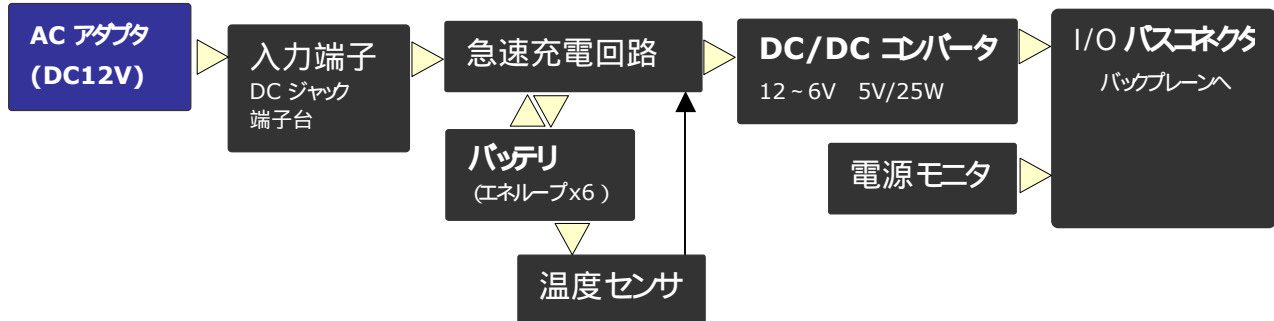 AC アダプタ
(DC12V)
入力端子
DC ジャック
端子台
急速充電回路
バッテリ
(エネループx6 )
温度センサ
DC/DC コンバータ
12 ~ 6V 5V/25W
電源モニタ
I/O バスコネクタ
バックプレーンへ